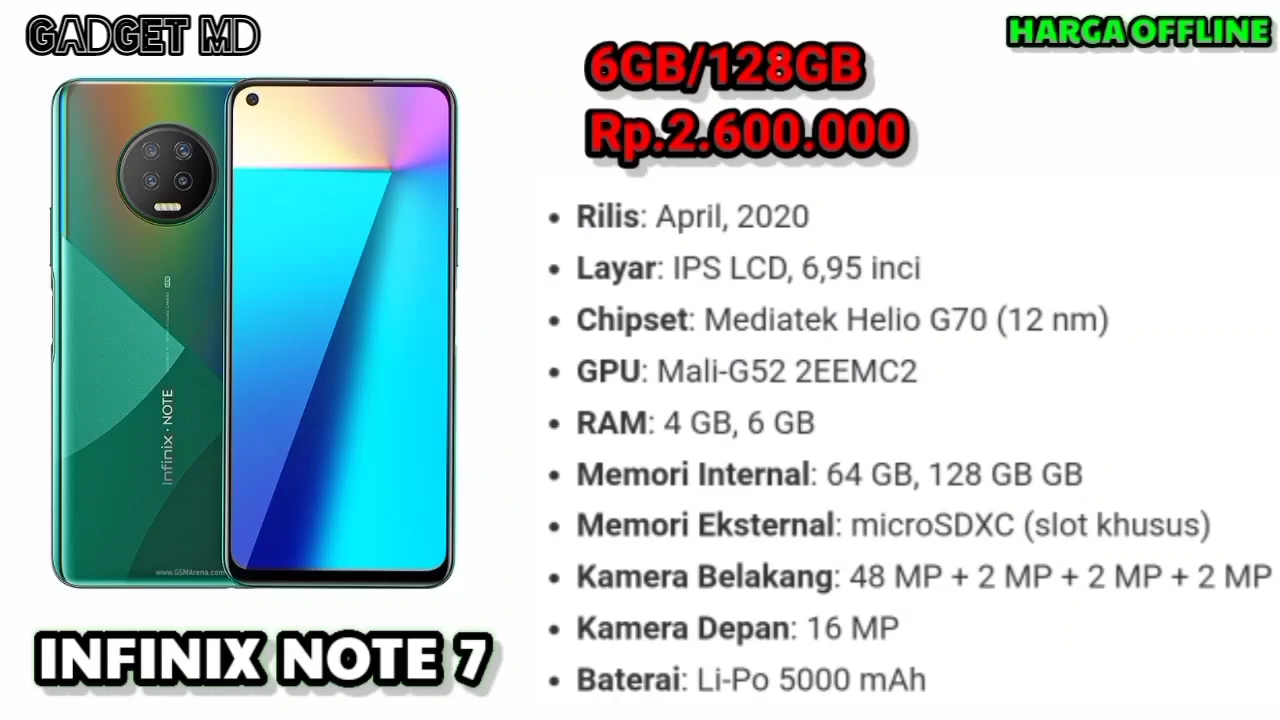 GADGET MD
HARGA OFFLINE
6GB/128GB
Rp.2.600.000
Infinix · NOTE
www.GSMArena.com
INFINIX NOTE 7
• Rilis: April, 2020
• Layar: IPS LCD, 6,95 inci
• Chipset: Mediatek Helio G70 (12 nm)
• GPU: Mali-G52 2EEMC2
• RAM: 4 GB, 6 GB
• Memori Internal: 64 GB, 128 GB GB
• Memori Eksternal: microSDXC (slot khusus)
• Kamera Belakang: 48 MP + 2 MP + 2 MP + 2 MP
• Kamera Depan: 16 MP
• Baterai: Li-Po 5000 mAh